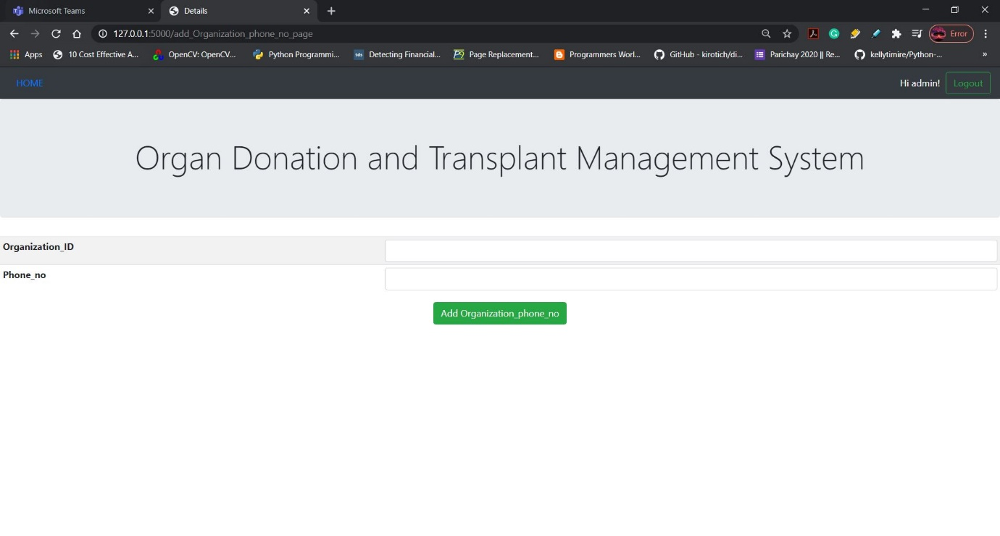 Microsoft Teams
Details
127.0.0.1:5000/add_Organization_phone_no_page
Error
Apps
10 Cost Effective A...
OpenCV: OpenCV...
Python Programmi...
tds
Detecting Financial...
Page Replacement...
Programmers Worl...
GitHub - kirotich/di...
Parichay 2020 || Re...
kellytimire/Python-...
»
HOME
Hi admin!
Logout
Organ Donation and Transplant Management System
Organization_ID
Phone_no
Add Organization_phone_no